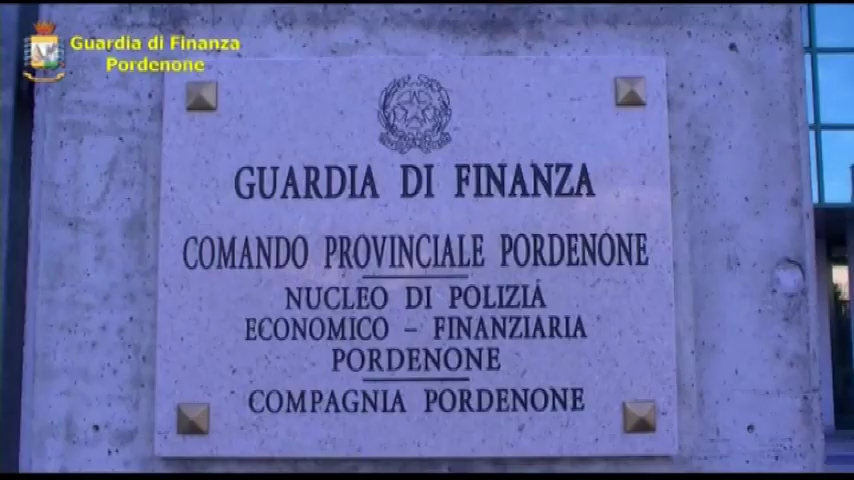 Guardia di Finanza
Pordenone
GUARDIA DI FINANZA
COMANDO PROVINCIALE PORDENONE
NUCLEO DI POLIZIA
ECONOMICO - FINANZIARIA
PORDENONE
COMPAGNIA PORDENONE